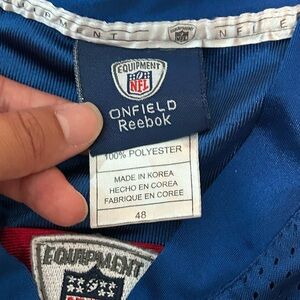 EQUIPMENT
NFL
ONFIELD
Reebok
100% POLYESTER
MADE IN KOREA
HECHO EN COREA
FABRIQUE EN COREE
48
EQUIPMENT